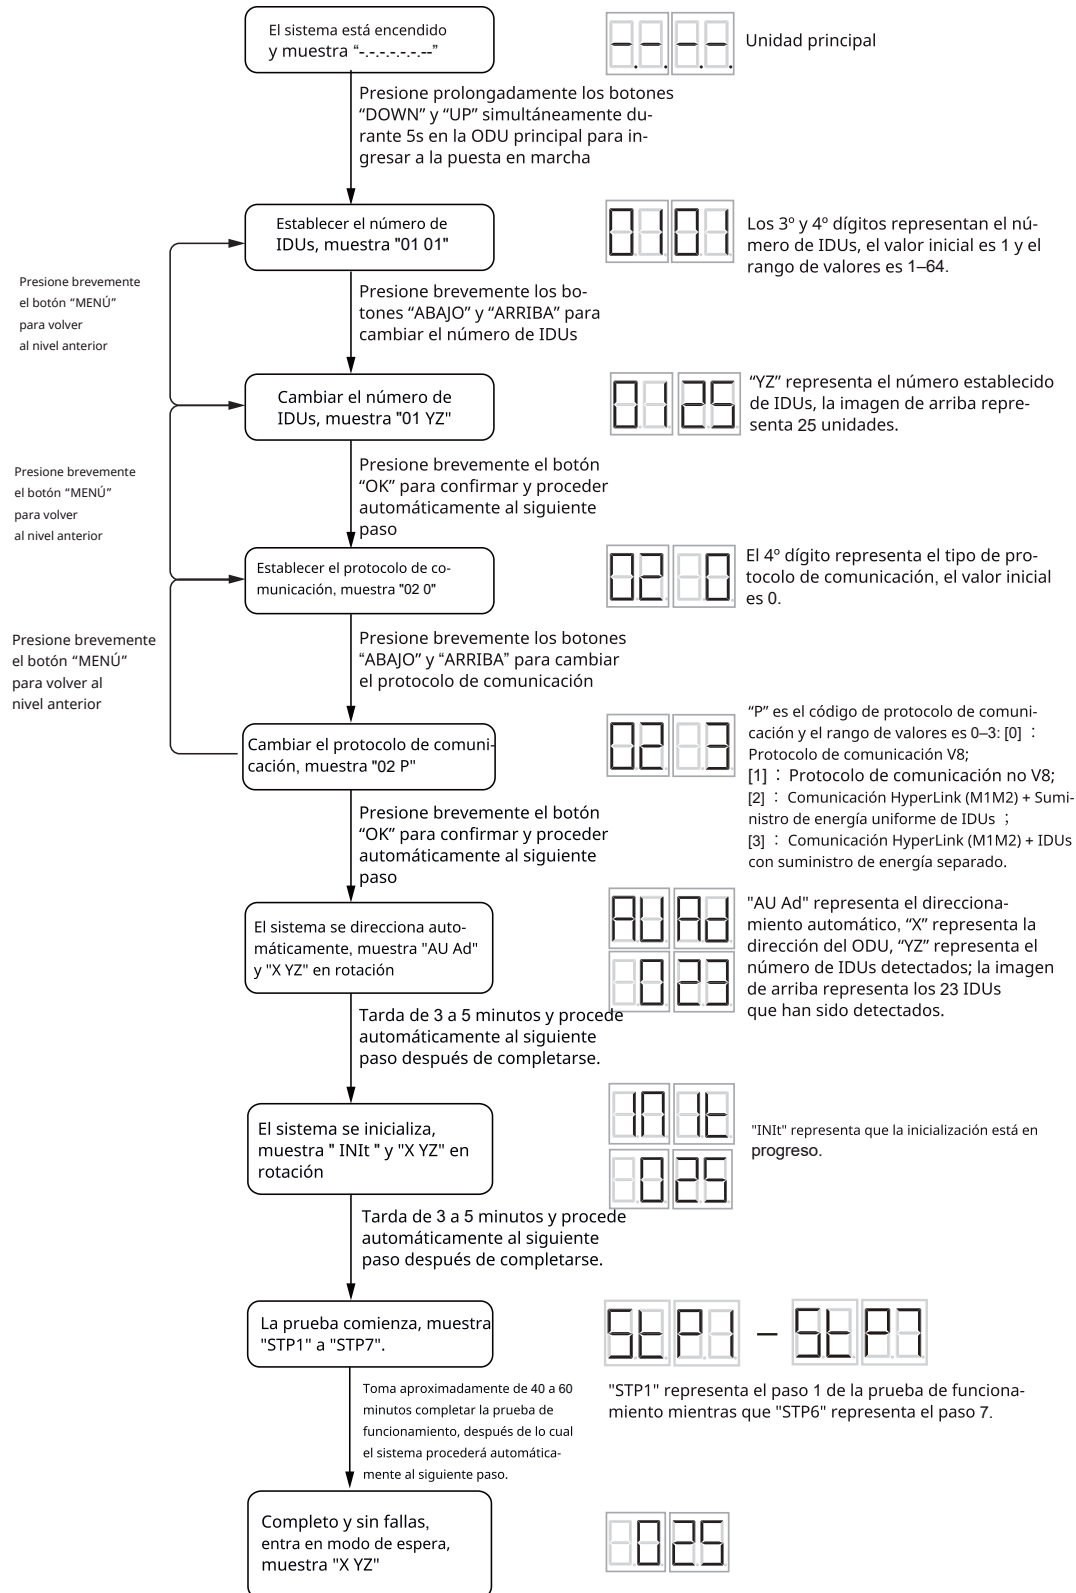 El sistema está encendido
y muestra “-.-.-.-.-.-.--”
-. -. -. -.
Unidad principal
Presione prolongadamente los botones
“DOWN” y “UP” simultáneamente du-
rante 5s en la ODU principal para in-
gresar a la puesta en marcha
Establecer el número de
IDUs, muestra "01 01"
0101
Los 3º y 4º dígitos representan el nú-
mero de IDUs, el valor inicial es 1 y el
rango de valores es 1–64.
Presione brevemente
el botón “MENÚ”
para volver
al nivel anterior
Presione brevemente los bo-
tones “ABAJO” y “ARRIBA” para
cambiar el número de IDUs
Cambiar el número de
IDUs, muestra "01 YZ"
0125
“YZ” representa el número establecido
de IDUs, la imagen de arriba repre-
senta 25 unidades.
Presione brevemente
el botón “MENÚ”
para volver
al nivel anterior
Presione brevemente el botón
“OK” para confirmar y proceder
automáticamente al siguiente
paso
Establecer el protocolo de co-
municación, muestra "02 0"
02 0
El 4º dígito representa el tipo de pro-
tocolo de comunicación, el valor inicial
es 0.
Presione brevemente
el botón “MENÚ”
para volver al
nivel anterior
Presione brevemente los botones
“ABAJO” y “ARRIBA” para cambiar
el protocolo de comunicación
Cambiar el protocolo de comuni-
cación, muestra "02 P"
02 3
“P” es el código de protocolo de comuni-
cación y el rango de valores es 0–3: [0] ：
Protocolo de comunicación V8;
[1] ：Protocolo de comunicación no V8;
[2] ： Comunicación HyperLink (M1M2) + Sumi-
nistro de energía uniforme de IDUs ；
[3] ：Comunicación HyperLink (M1M2) + IDUs
con suministro de energía separado.
Presione brevemente el botón
“OK” para confirmar y proceder
automáticamente al siguiente
paso
El sistema se direcciona auto-
máticamente, muestra "AU Ad"
y "X YZ" en rotación
AU Ad
0 23
"AU Ad" representa el direcciona-
miento automático, “X” representa la
dirección del ODU, “YZ” representa el
número de IDUs detectados; la imagen
de arriba representa los 23 IDUs
que han sido detectados.
Tarda de 3 a 5 minutos y procede
automáticamente al siguiente
paso después de completarse.
El sistema se inicializa,
muestra " INIt " y "X YZ" en
rotación
INIt
0 25
"INIt" representa que la inicialización está en
progreso.
Tarda de 3 a 5 minutos y procede
automáticamente al siguiente
paso después de completarse.
La prueba comienza, muestra
"STP1" a "STP7".
StP1 – StP7
"STP1" representa el paso 1 de la prueba de funciona-
miento mientras que "STP6" representa el paso 7.
Toma aproximadamente de 40 a 60
minutos completar la prueba de
funcionamiento, después de lo cual
el sistema procederá automática-
mente al siguiente paso.
Completo y sin fallas,
entra en modo de espera,
muestra "X YZ"
0 25